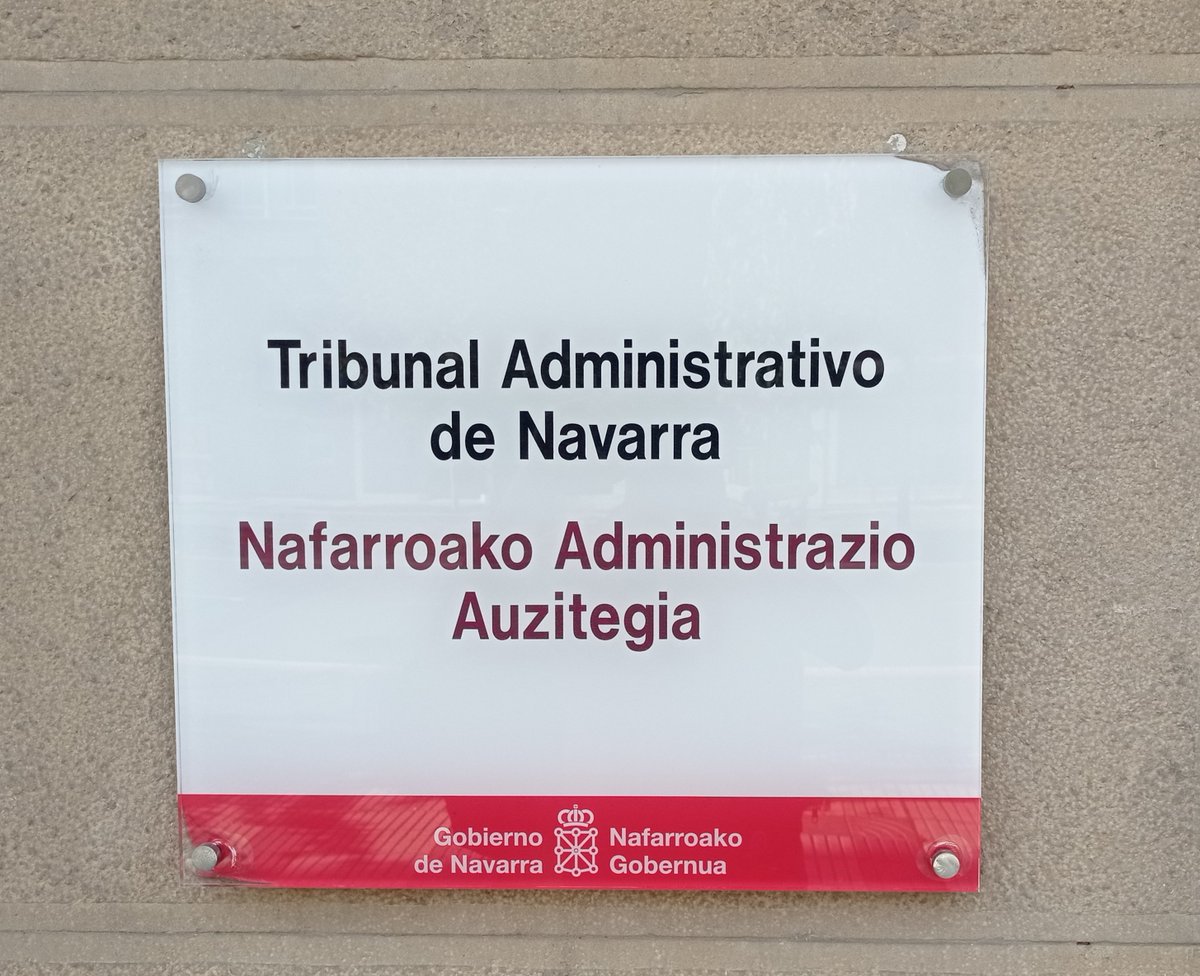 Tribunal Administrativo
de Navarra
Nafarroako Administrazio
Auzitegia
Gobierno
de Navarra
Nafarroako
Gobernua